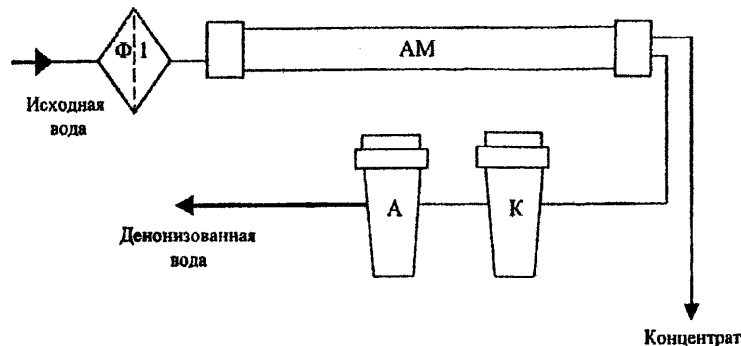 Ф 1
АМ
Исходная
вода
А
К
Деионизованная
вода
Концентрат